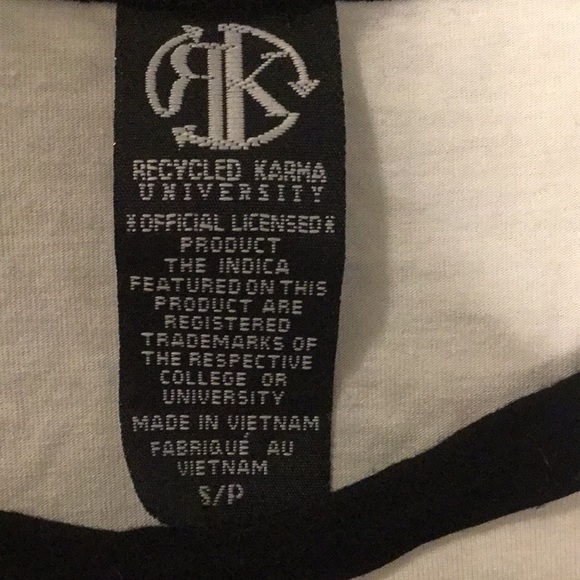 RK
RECYCLED KARMA
UNIVERSITY
*OFFICIAL LICENSED*
PRODUCT
THE INDICA
FEATURED ON THIS
PRODUCT ARE
REGISTERED
TRADEMARKS OF
THE RESPECTIVE
COLLEGE OR
UNIVERSITY
MADE IN VIETNAM
FABRIQUÉ AU
VIETNAM
S/P